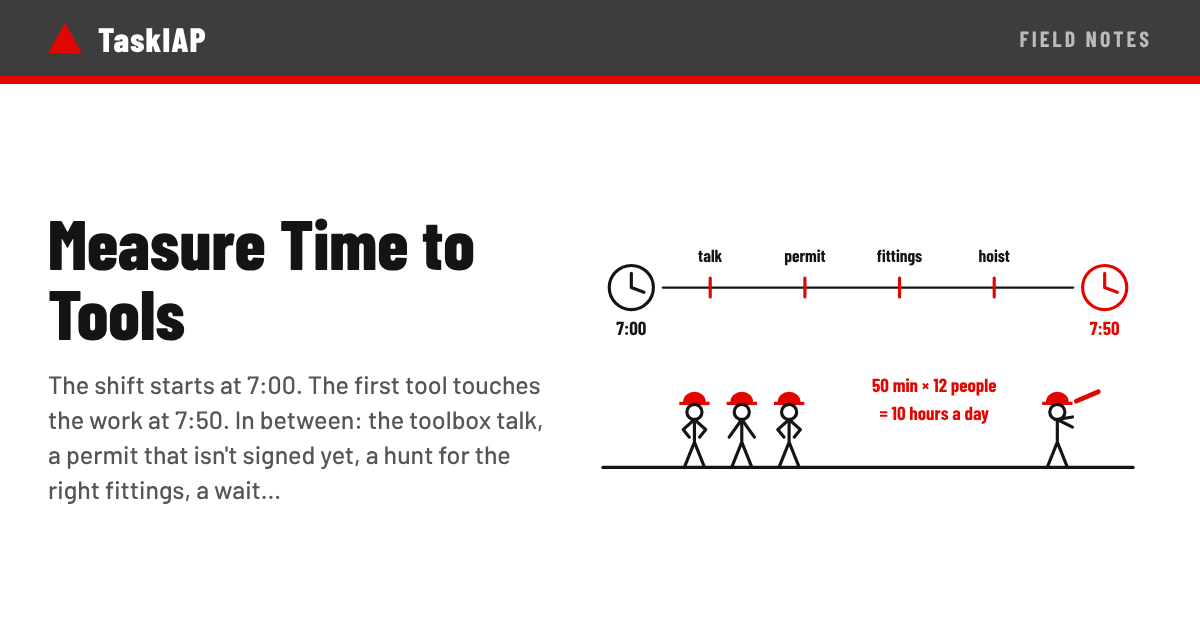 TaskIAP
FIELD NOTES
Measure Time to
Tools
The shift starts at 7:00. The first tool touches
the work at 7:50. In between: the toolbox talk,
a permit that isn't signed yet, a hunt for the
right fittings, a wait...
talk permit fittings hoist
7:00 7:50
50 min × 12 people
= 10 hours a day